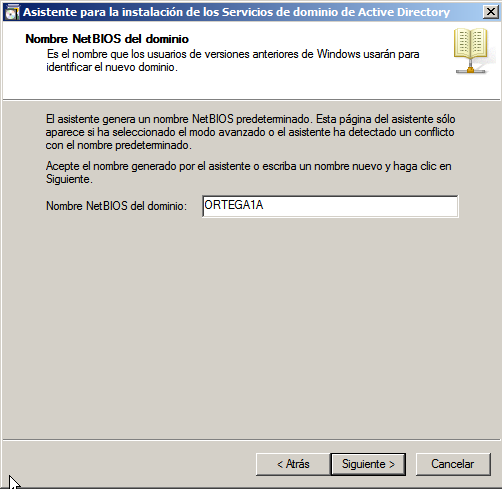 Asistente para la instalación de los Servicios de dominio de Active Directory
Nombre NetBIOS del dominio
Es el nombre que los usuarios de versiones anteriores de Windows usarán para
identificar el nuevo dominio.
El asistente genera un nombre NetBIOS predeterminado. Esta página del asistente sólo
aparece si ha seleccionado el modo avanzado o el asistente ha detectado un conflicto
con el nombre predeterminado.
Acepte el nombre generado por el asistente o escriba un nombre nuevo y haga clic en
Siguiente.
Nombre NetBIOS del dominio: ORTEGA1A
< Atrás Siguiente > Cancelar